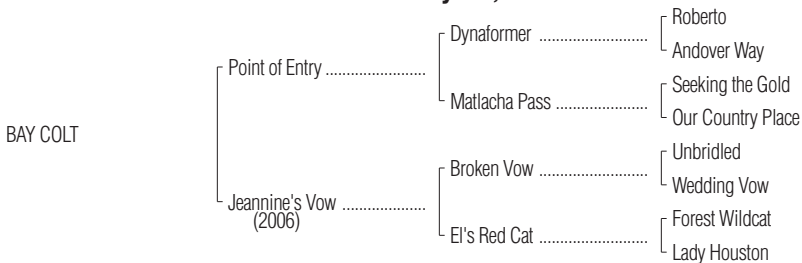 Roberto
Dynaformer ..........................
Andover Way
Point of Entry ........................
Seeking the Gold
Matlacha Pass ......................
Our Country Place
BAY COLT
Unbridled
Broken Vow ..........................
Wedding Vow
Jeannine's Vow ....................
(2006)
Forest Wildcat
El's Red Cat ..........................
Lady Houston